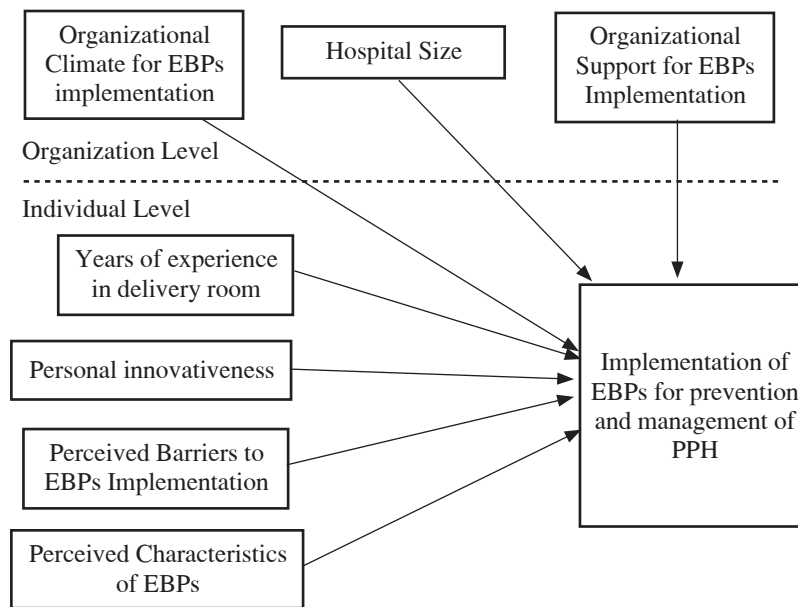 Organizational
Climate for EBPs
implementation
Hospital Size
Organizational
Support for EBPs
Implementation
Organization Level
Individual Level
Years of experience
in delivery room
Personal innovativeness
Perceived Barriers to
EBPs Implementation
Perceived Characteristics
of EBPs
Implementation of
EBPs for prevention
and management of
PPH